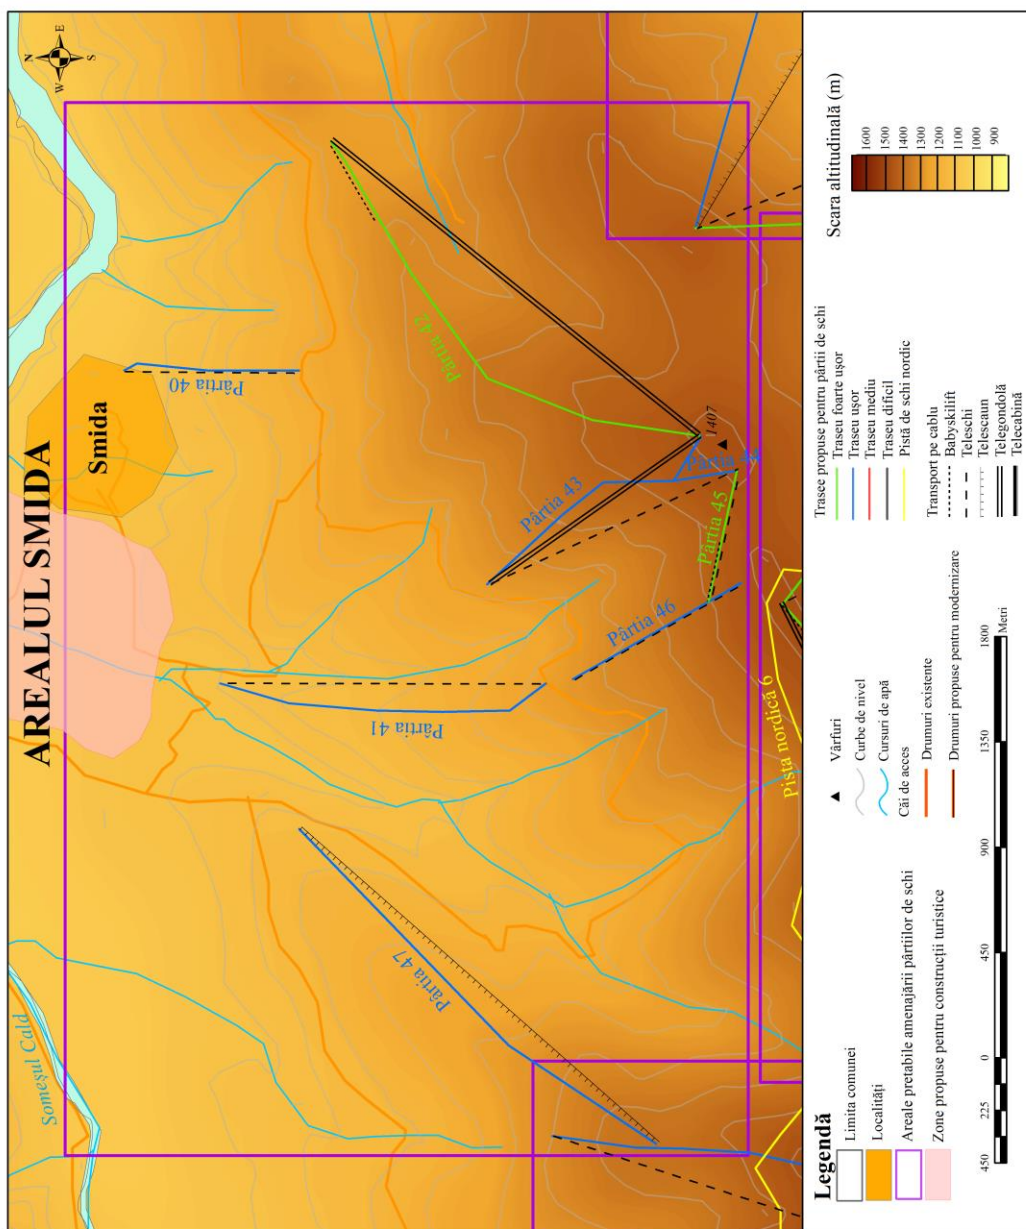 AREALUL SMIDA
N
E
S
W
Someșul Cald
Smida
Pârtia 40
Pârtia 42
Pârtia 43
1407
Pârtia 44
Pârtia 45
Pârtia 46
Pârtia 41
Pârtia 47
Pista nordică 6
Legendă
Limita comunei
Localități
Areale pretabile amenajării pârtiilor de schi
Zone propuse pentru construcții turistice
Vârfuri
Curbe de nivel
Cursuri de apă
Căi de acces
Drumuri existente
Drumuri propuse pentru modernizare
Trasee propuse pentru pârtii de schi
Traseu foarte ușor
Traseu ușor
Traseu mediu
Traseu dificil
Pistă de schi nordic
Transport pe cablu
Babyskilift
Teleschi
Telescaun
Telegondolă
Telecabină
Scara altitudinală (m)
1600
1500
1400
1300
1200
1100
1000
900
450 225 0 450 900 1350 1800
Metri